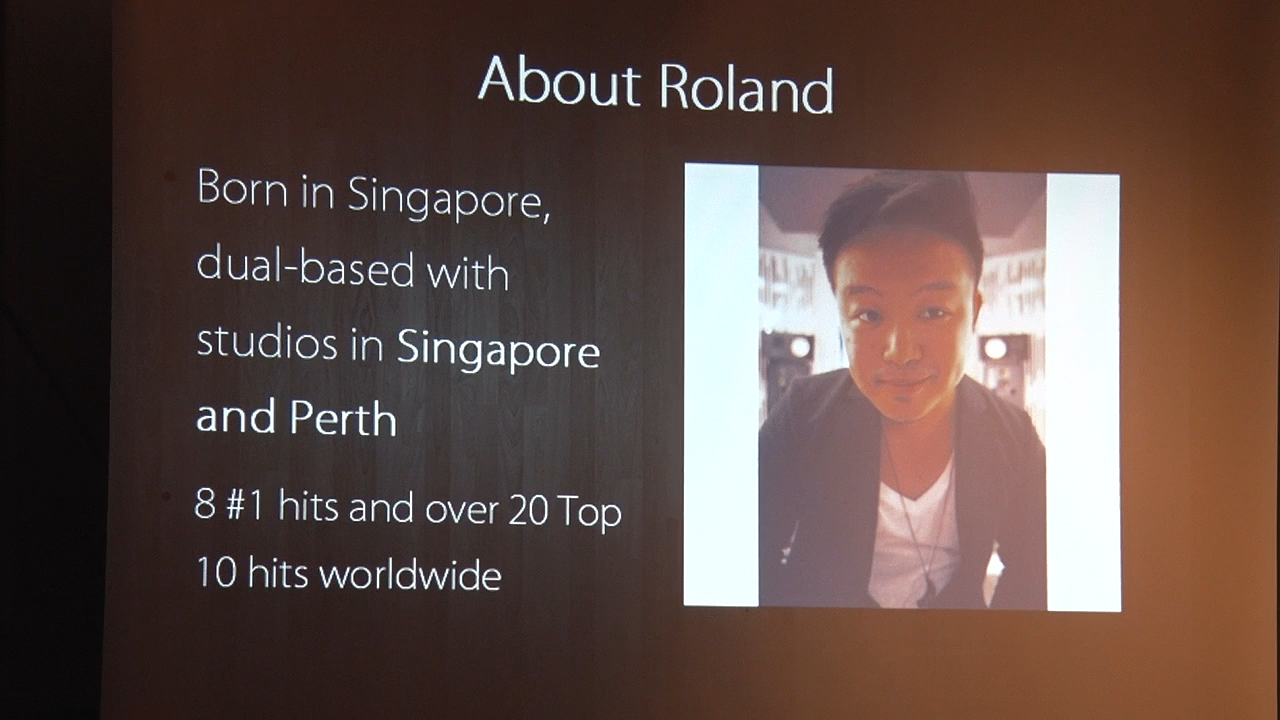 About Roland
Born in Singapore,
dual-based with
studios in Singapore
and Perth
8 #1 hits and over 20 Top
10 hits worldwide